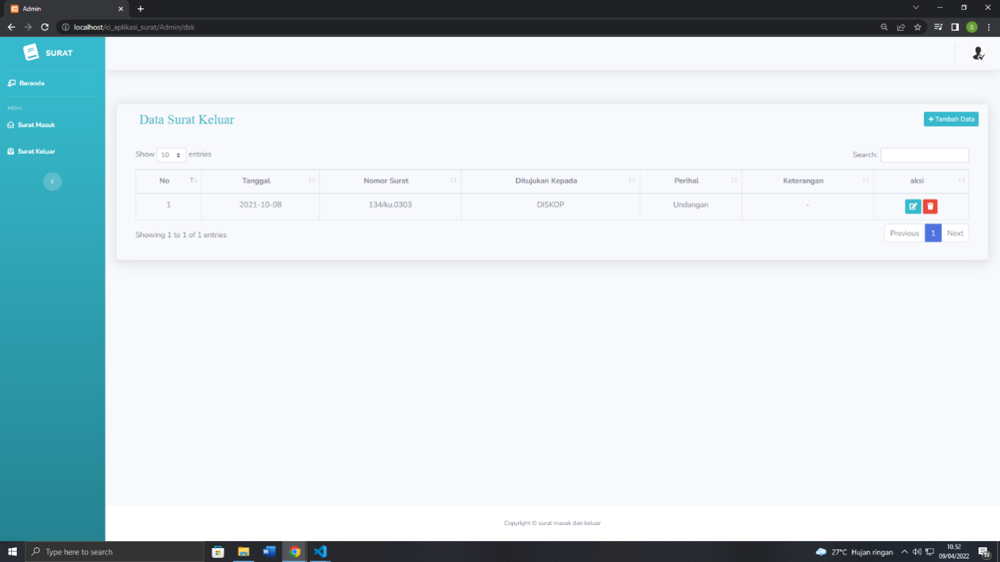 Admin
localhost/ci_aplikasi_surat/Admin/dsk
S
SURAT
Beranda
MENU
Surat Masuk
Surat Keluar
Data Surat Keluar
+ Tambah Data
Show 10 entries
Search:
No Tanggal Nomor Surat Ditujukan Kepada Perihal Keterangan aksi
1 2021-10-08 134/ku.0303 DISKOP Undangan -
Showing 1 to 1 of 1 entries
Previous 1 Next
Copyright © surat masuk dan keluar
Type here to search
27°C Hujan ringan
10.52
09/04/2022
19